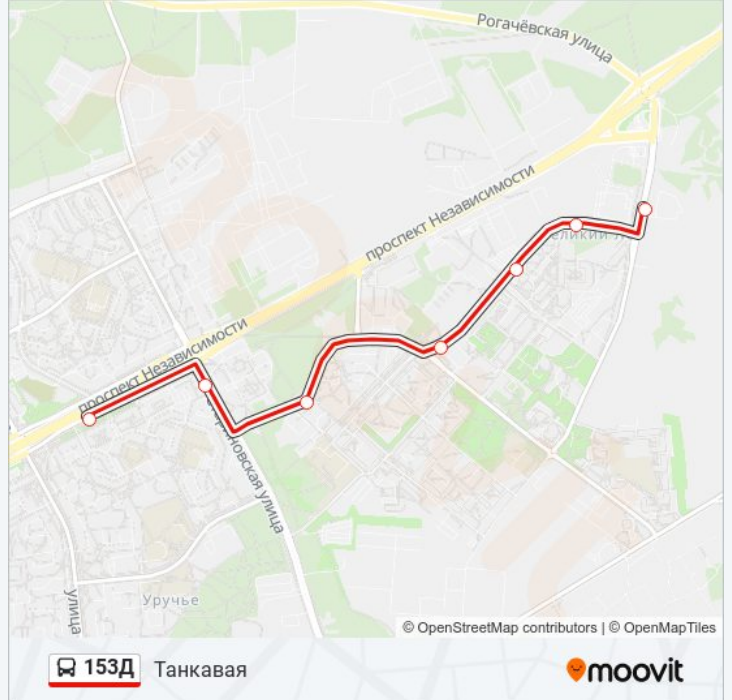 Рогачёвская улица
проспект Независимости
проспект Независимости
улица
Уручье
© OpenStreetMap contributors | © OpenMapTiles
153Д Танкавая
moovit